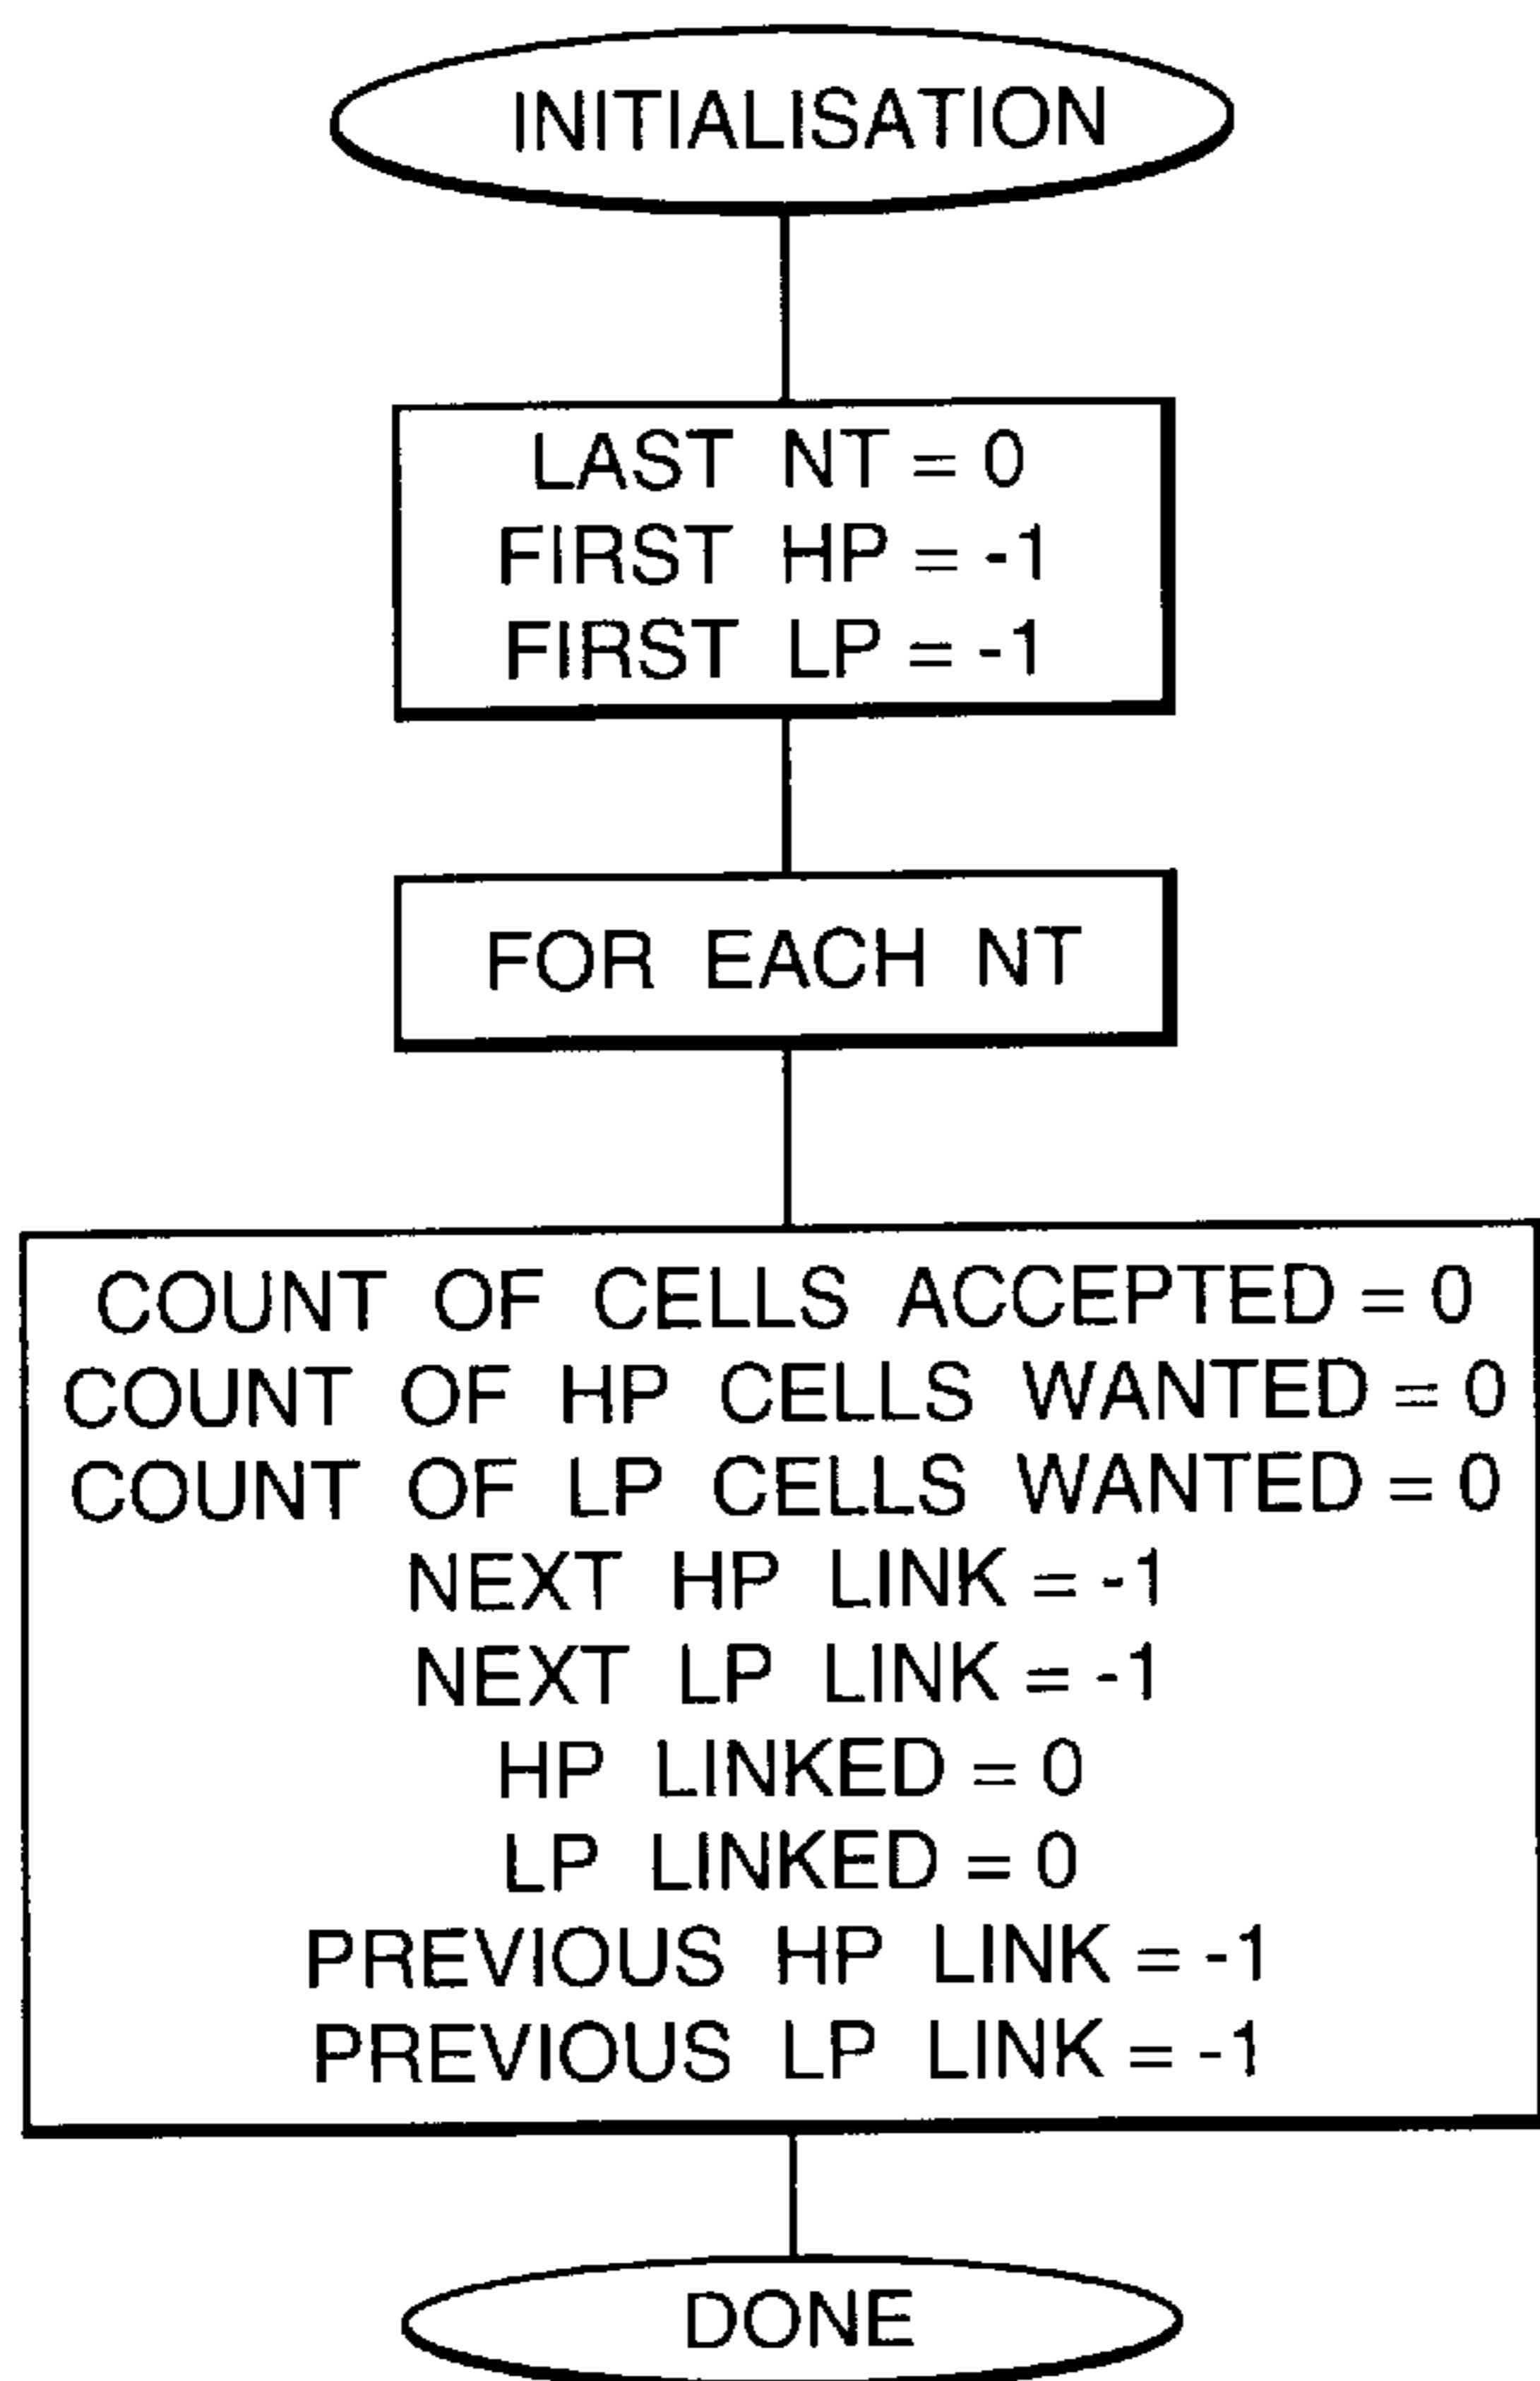 INITIALISATION
LAST NT = 0
FIRST HP = -1
FIRST LP = -1
FOR EACH NT
COUNT OF CELLS ACCEPTED = 0
COUNT OF HP CELLS WANTED = 0
COUNT OF LP CELLS WANTED = 0
NEXT HP LINK = -1
NEXT LP LINK = -1
HP LINKED = 0
LP LINKED = 0
PREVIOUS HP LINK = -1
PREVIOUS LP LINK = -1
DONE